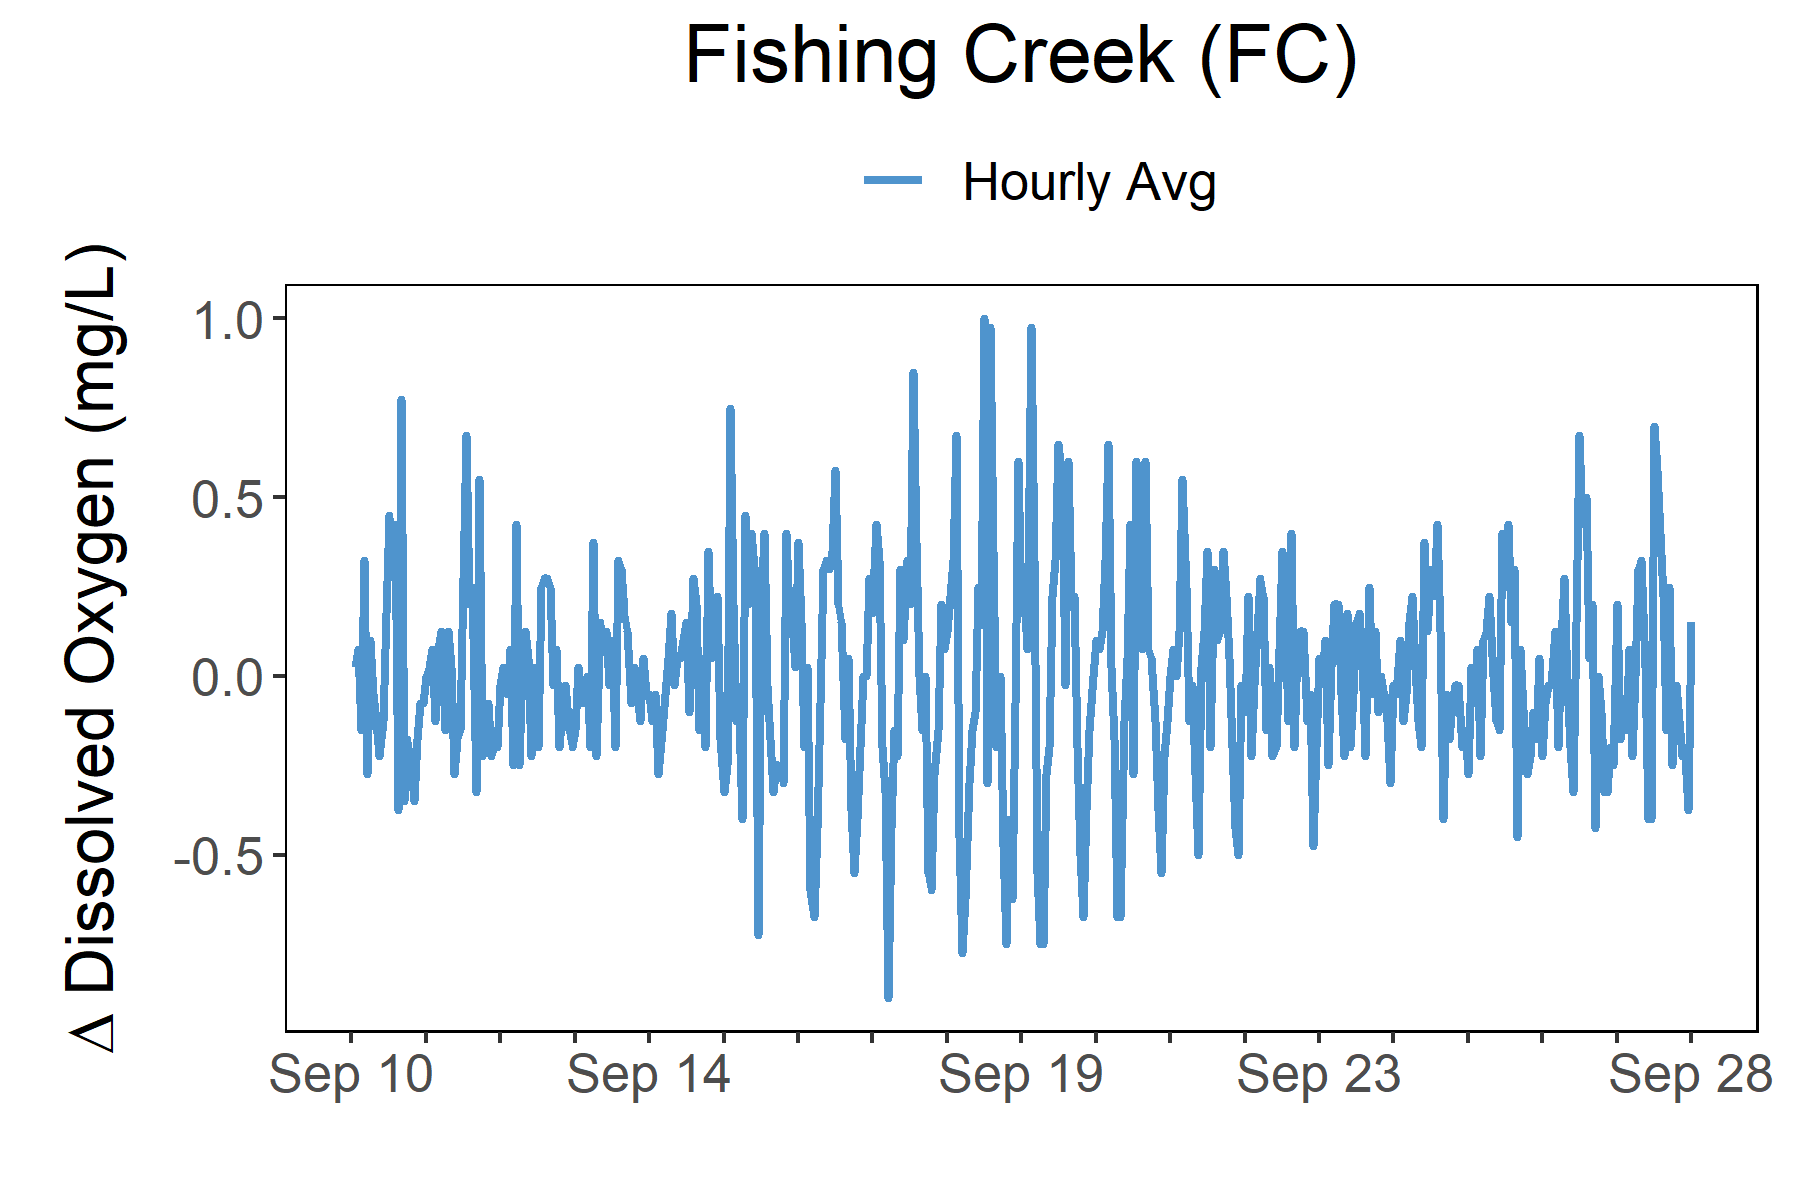 Fishing Creek (FC)
Hourly Avg
Δ Dissolved Oxygen (mg/L)
1.0
0.5
0.0
-0.5
Sep 10 Sep 14 Sep 19 Sep 23 Sep 28